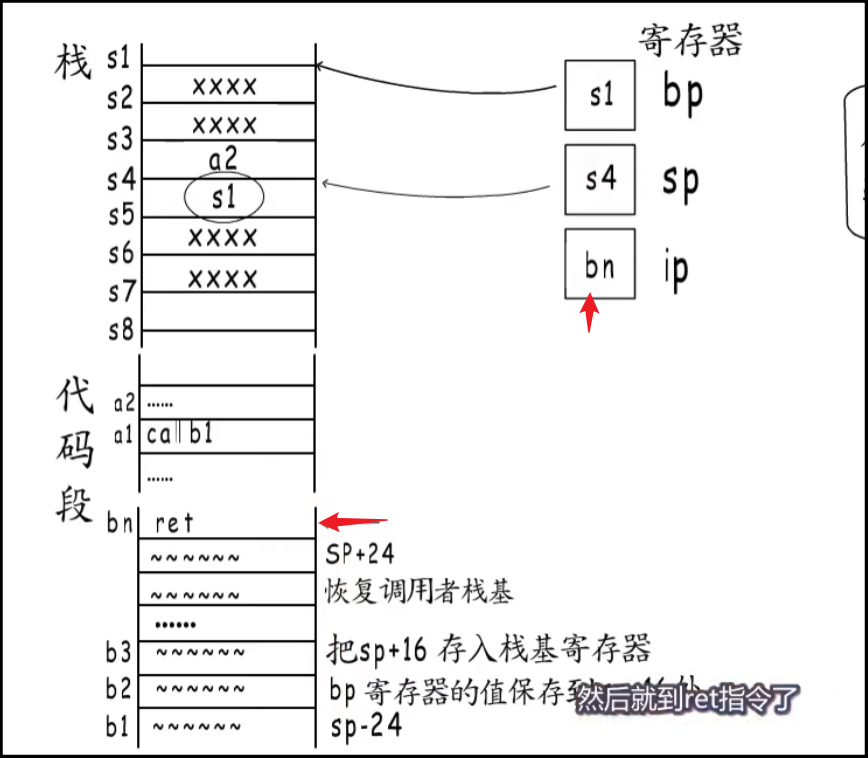 寄存器
栈
s1
s2 xxxx
s3 xxxx
s4 a2
s5 s1
s6 xxxx
s7 xxxx
s8
s1 bp
s4 sp
bn ip
代码段
a2 ......
a1 call b1
......
bn ret
~~~~~~ SP+24
~~~~~~ 恢复调用者栈基
......
b3 ~~~~~~ 把sp+16 存入栈基寄存器
b2 ~~~~~~ bp 寄存器的值保存到
b1 ~~~~~~ sp-24
然后就到ret指令了